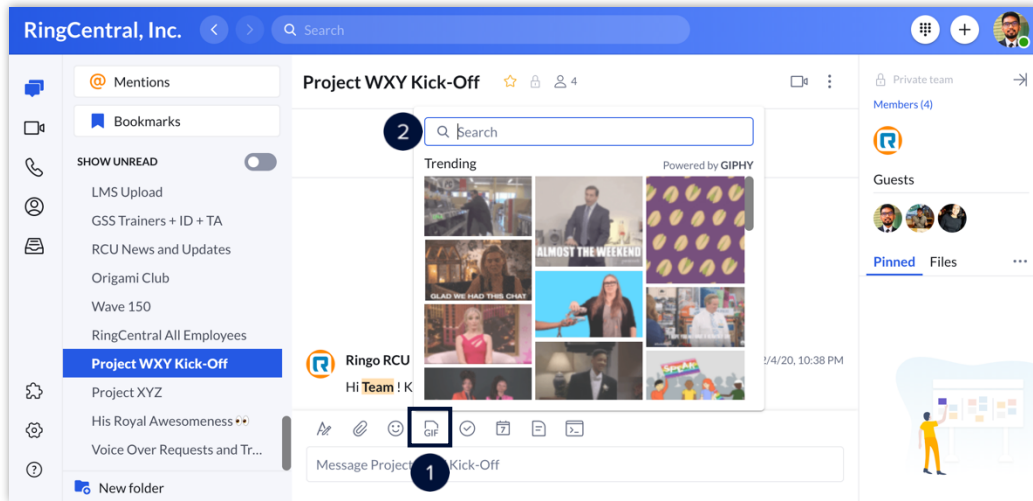 RingCentral, Inc.
Search
Mentions
Bookmarks
SHOW UNREAD
LMS Upload
GSS Trainers + ID + TA
RCU News and Updates
Origami Club
Wave 150
RingCentral All Employees
Project WXY Kick-Off
Project XYZ
His Royal Awesomeness 👀
Voice Over Requests and Tr...
New folder
Project WXY Kick-Off
4
2
Search
Trending
Powered by GIPHY
ALMOST THE WEEKEND
GLAD WE HAD THIS CHAT
Ringo RCU
2/4/20, 10:38 PM
Hi Team ! K
GIF
7
1
Message Project Kick-Off
Private team
Members (4)
Guests
Pinned Files